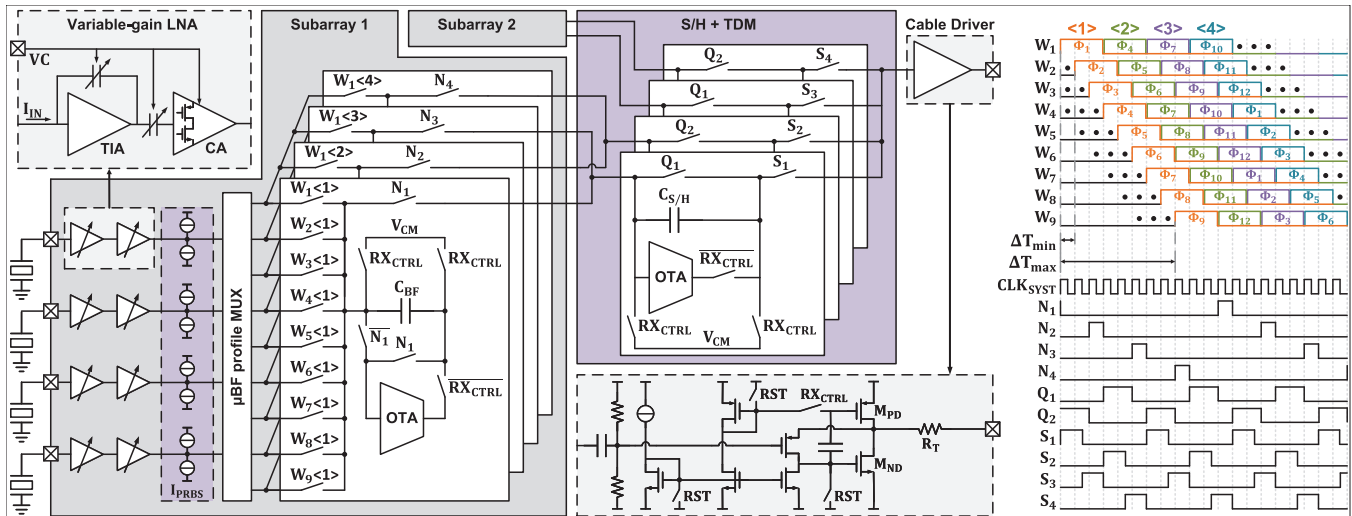 Variable-gain LNA
VC
I_IN
TIA
CA
I_PRBS
µBF profile MUX
Subarray 1
Subarray 2
W₁<4>
N₄
W₁<3>
N₃
W₁<2>
N₂
W₁<1>
N₁
W₂<1>
W₃<1>
W₄<1>
W₅<1>
W₆<1>
W₇<1>
W₈<1>
W₉<1>
V_CM
RX_CTRL
RX_CTRL
C_BF
N̅₁̅
N₁
R̅X̅_CTRL
OTA
S/H + TDM
Q₂
S₄
Q₁
S₃
Q₂
S₂
Q₁
S₁
C_S/H
R̅X̅_CTRL
OTA
RX_CTRL
RX_CTRL
V_CM
Cable Driver
RST
RX_CTRL
M_PD
R_T
M_ND
RST
RST
<1> <2> <3> <4>
W₁ Φ₁ Φ₄ Φ₇ Φ₁₀ • • •
W₂ • • Φ₂ Φ₅ Φ₈ Φ₁₁ • • •
W₃ • • Φ₃ Φ₆ Φ₉ Φ₁₂ • • •
W₄ • • Φ₄ Φ₇ Φ₁₀ Φ₁ • • •
W₅ • • • Φ₅ Φ₈ Φ₁₁ Φ₂ • • •
W₆ • • • Φ₆ Φ₉ Φ₁₂ Φ₃ • • •
W₇ • • • Φ₇ Φ₁₀ Φ₁ Φ₄ • • •
W₈ • • • Φ₈ Φ₁₁ Φ₂ Φ₅ •
W₉ • • • Φ₉ Φ₁₂ Φ₃ Φ₆
ΔT_min
ΔT_max
CLK_SYST
N₁
N₂
N₃
N₄
Q₁
Q₂
S₁
S₂
S₃
S₄